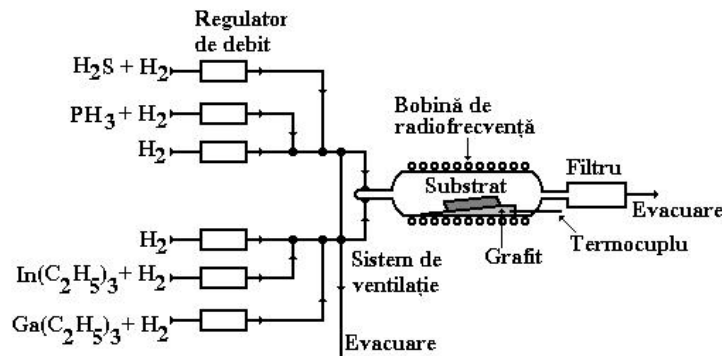 Regulator
de debit
H₂S + H₂
PH₃ + H₂
H₂
Bobină de
radiofrecvență
Filtru
Substrat
Evacuare
Termocuplu
Grafit
H₂
Sistem de
ventilație
In(C₂H₅)₃ + H₂
Ga(C₂H₅)₃ + H₂
Evacuare